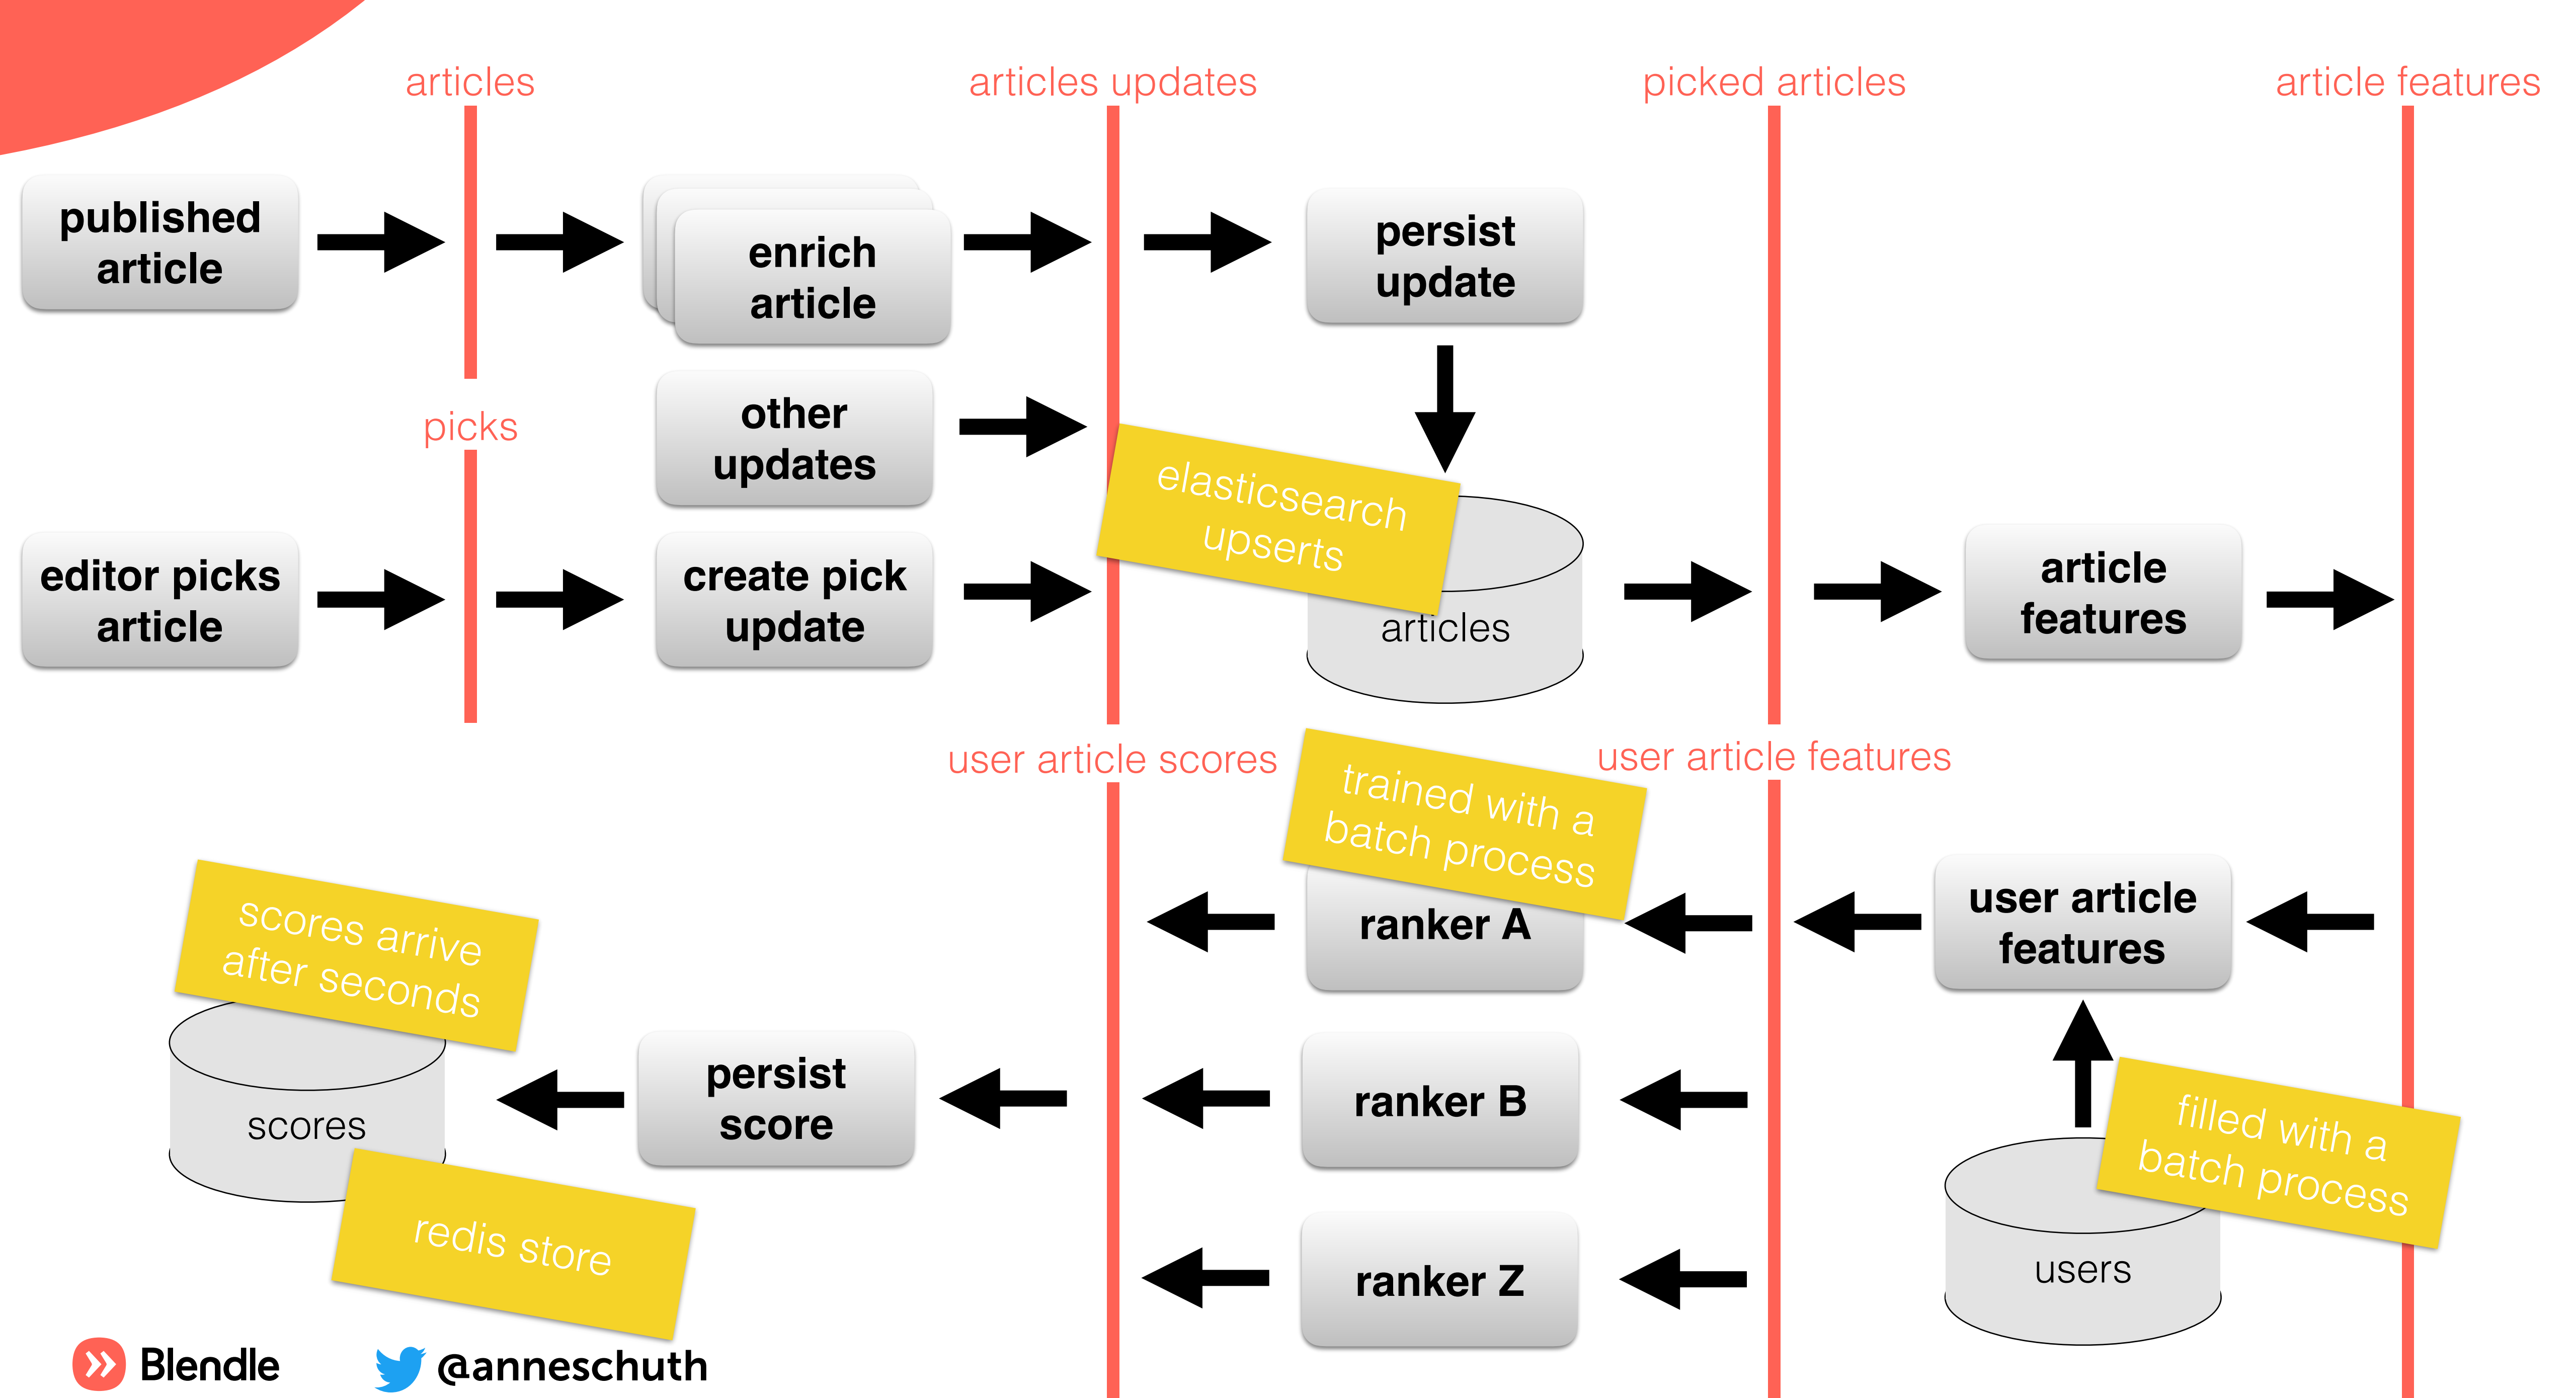 articles
articles updates
picked articles
article features
published
article
enrich
article
persist
update
picks
other
updates
elasticsearch
upserts
editor picks
article
create pick
update
articles
article
features
user article scores
user article features
trained with a
batch process
ranker A
user article
features
scores arrive
after seconds
scores
persist
score
ranker B
filled with a
batch process
redis store
ranker Z
users
Blendle
@anneschuth